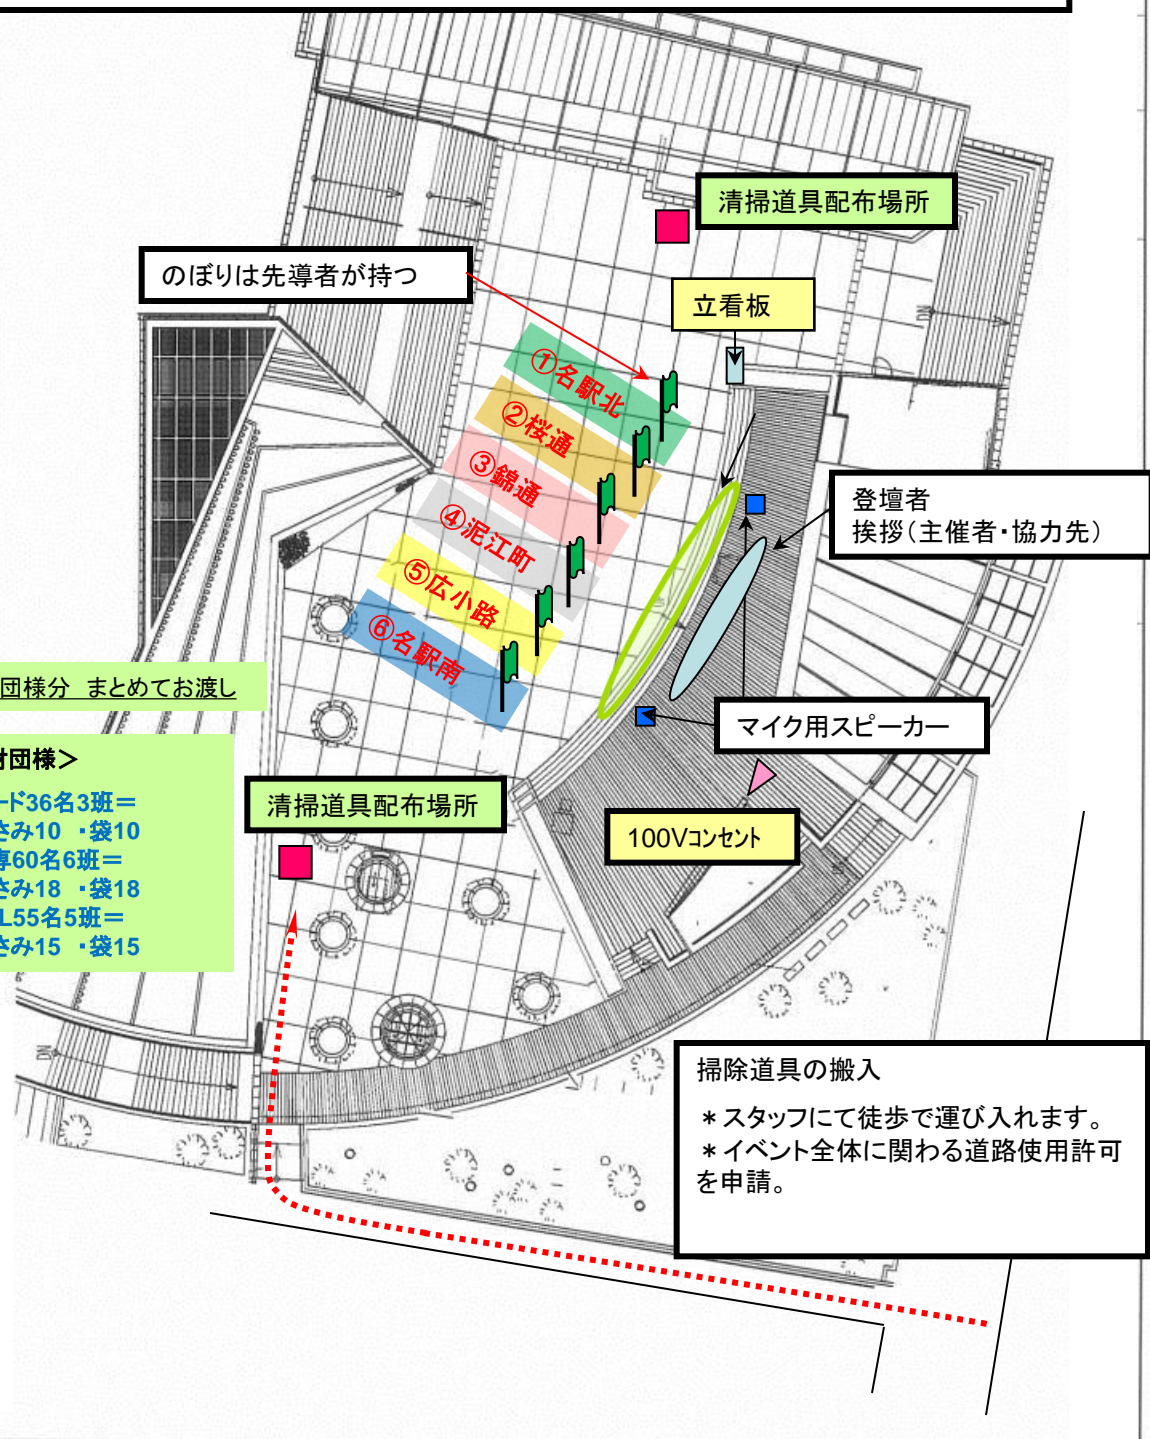 清掃道具配布場所
のぼりは先導者が持つ
立看板
①名駅北
②桜通
③錦通
④泥江町
⑤広小路
⑥名駅南
登壇者
挨拶（主催者・協力先）
団様分 まとめてお渡し
マイク用スピーカー
団様＞
ード36名3班＝
さみ10 ・袋10
専60名6班＝
さみ18 ・袋18
L55名5班＝
さみ15 ・袋15
清掃道具配布場所
100Vコンセント
DN
DN
掃除道具の搬入
＊スタッフにて徒歩で運び入れます。
＊イベント全体に関わる道路使用許可
を申請。